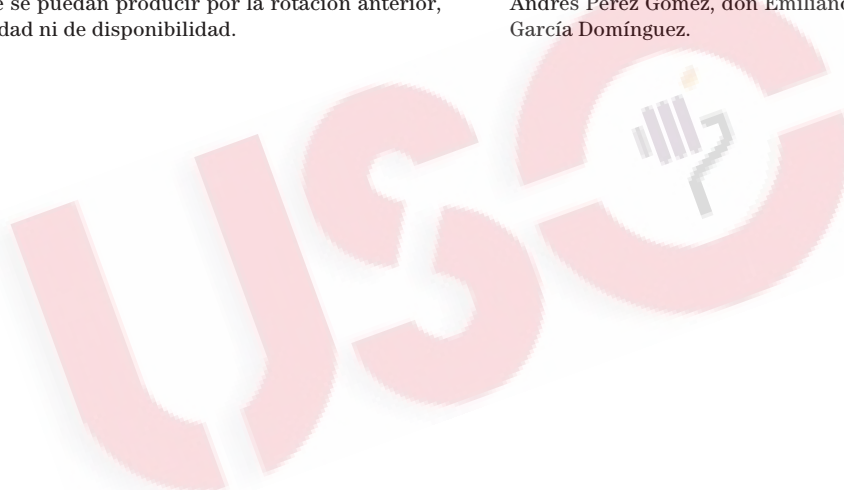 se puedan producir por la rotación anterior,
dad ni de disponibilidad.
Andrés Pérez Gómez, don Emiliano
García Domínguez.
USO